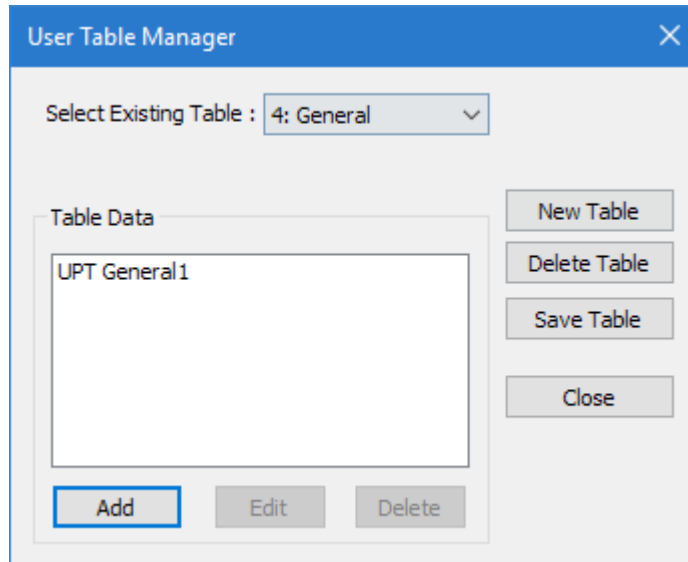 User Table Manager
Select Existing Table : 4: General
Table Data
UPT General1
New Table
Delete Table
Save Table
Close
Add Edit Delete